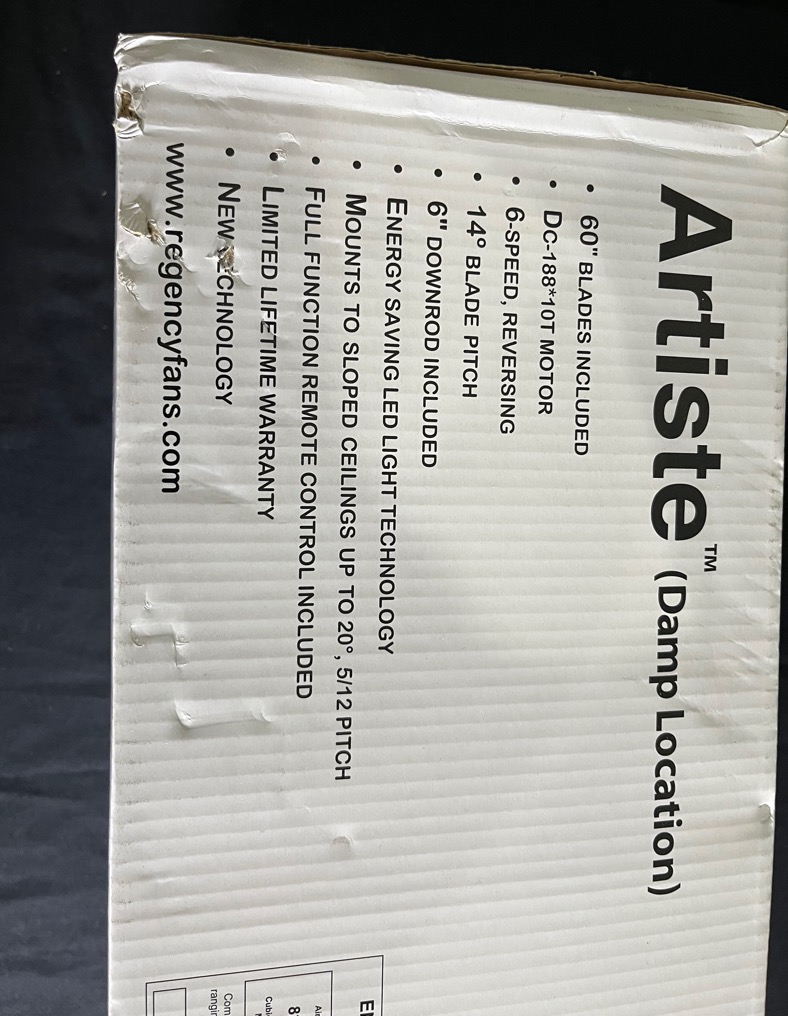 Artiste™ (Damp Location)
• 60" BLADES INCLUDED
• DC-188*10T MOTOR
• 6-SPEED, REVERSING
• 14° BLADE PITCH
• 6" DOWNROD INCLUDED
• ENERGY SAVING LED LIGHT TECHNOLOGY
• MOUNTS TO SLOPED CEILINGS UP TO 20°, 5/12 PITCH
• FULL FUNCTION REMOTE CONTROL INCLUDED
• LIMITED LIFETIME WARRANTY
• NEW CHNOLOGY
www.regencyfans.com